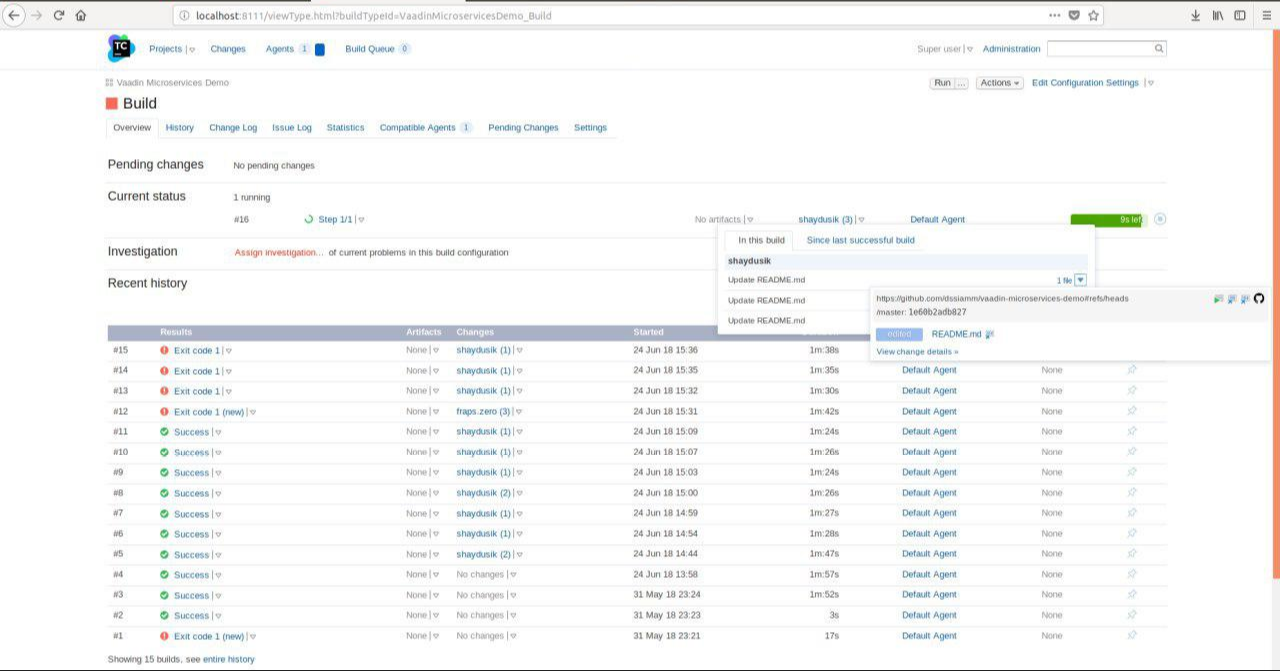 localhost:8111/viewType.html?buildTypeId=VaadinMicroservicesDemo_Build
TC Projects Changes Agents 1 Build Queue 0 Super user Administration
Vaadin Microservices Demo Run ... Actions Edit Configuration Settings
Build
Overview History Change Log Issue Log Statistics Compatible Agents 1 Pending Changes Settings
Pending changes No pending changes
Current status 1 running
#16 Step 1/1 No artifacts shaydusik (3) Default Agent 9s lef
In this build Since last successful build
Investigation Assign investigation... of current problems in this build configuration
shaydusik
Update README.md 1 file
Recent history
Update README.md
Update README.md
https://github.com/dssiamm/vaadin-microservices-demo#refs/heads
/master: 1e60b2adb827
edited README.md
View change details »
Results Artifacts Changes Started
#15 Exit code 1 None shaydusik (1) 24 Jun 18 15:36 1m:38s
#14 Exit code 1 None shaydusik (1) 24 Jun 18 15:35 1m:35s Default Agent None
#13 Exit code 1 None shaydusik (1) 24 Jun 18 15:32 1m:30s Default Agent None
#12 Exit code 1 (new) None fraps.zero (3) 24 Jun 18 15:31 1m:42s Default Agent None
#11 Success None shaydusik (1) 24 Jun 18 15:09 1m:24s Default Agent None
#10 Success None shaydusik (1) 24 Jun 18 15:07 1m:26s Default Agent None
#9 Success None shaydusik (1) 24 Jun 18 15:03 1m:24s Default Agent None
#8 Success None shaydusik (2) 24 Jun 18 15:00 1m:26s Default Agent None
#7 Success None shaydusik (1) 24 Jun 18 14:59 1m:27s Default Agent None
#6 Success None shaydusik (1) 24 Jun 18 14:54 1m:28s Default Agent None
#5 Success None shaydusik (2) 24 Jun 18 14:44 1m:47s Default Agent None
#4 Success None No changes 24 Jun 18 13:58 1m:57s Default Agent None
#3 Success None No changes 31 May 18 23:24 1m:52s Default Agent None
#2 Success None No changes 31 May 18 23:23 3s Default Agent None
#1 Exit code 1 (new) None No changes 31 May 18 23:21 17s Default Agent None
Showing 15 builds, see entire history